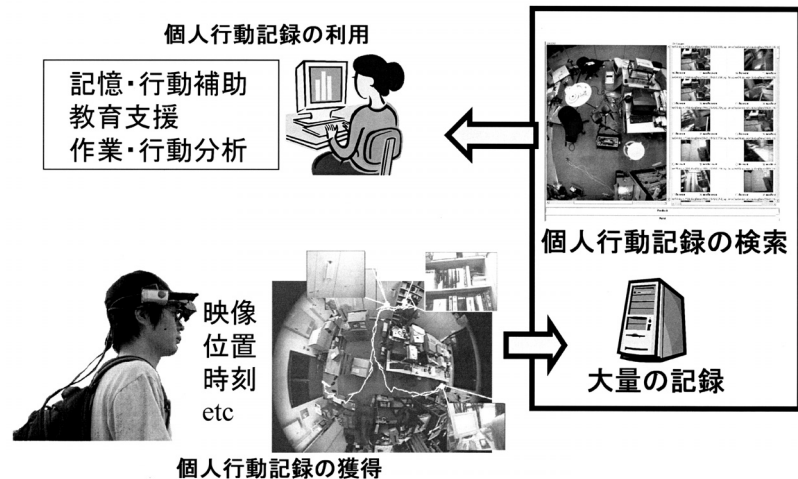 個人行動記録の利用
記憶・行動補助
教育支援
作業・行動分析
個人行動記録の検索
映像
位置
時刻
etc
大量の記録
個人行動記録の獲得